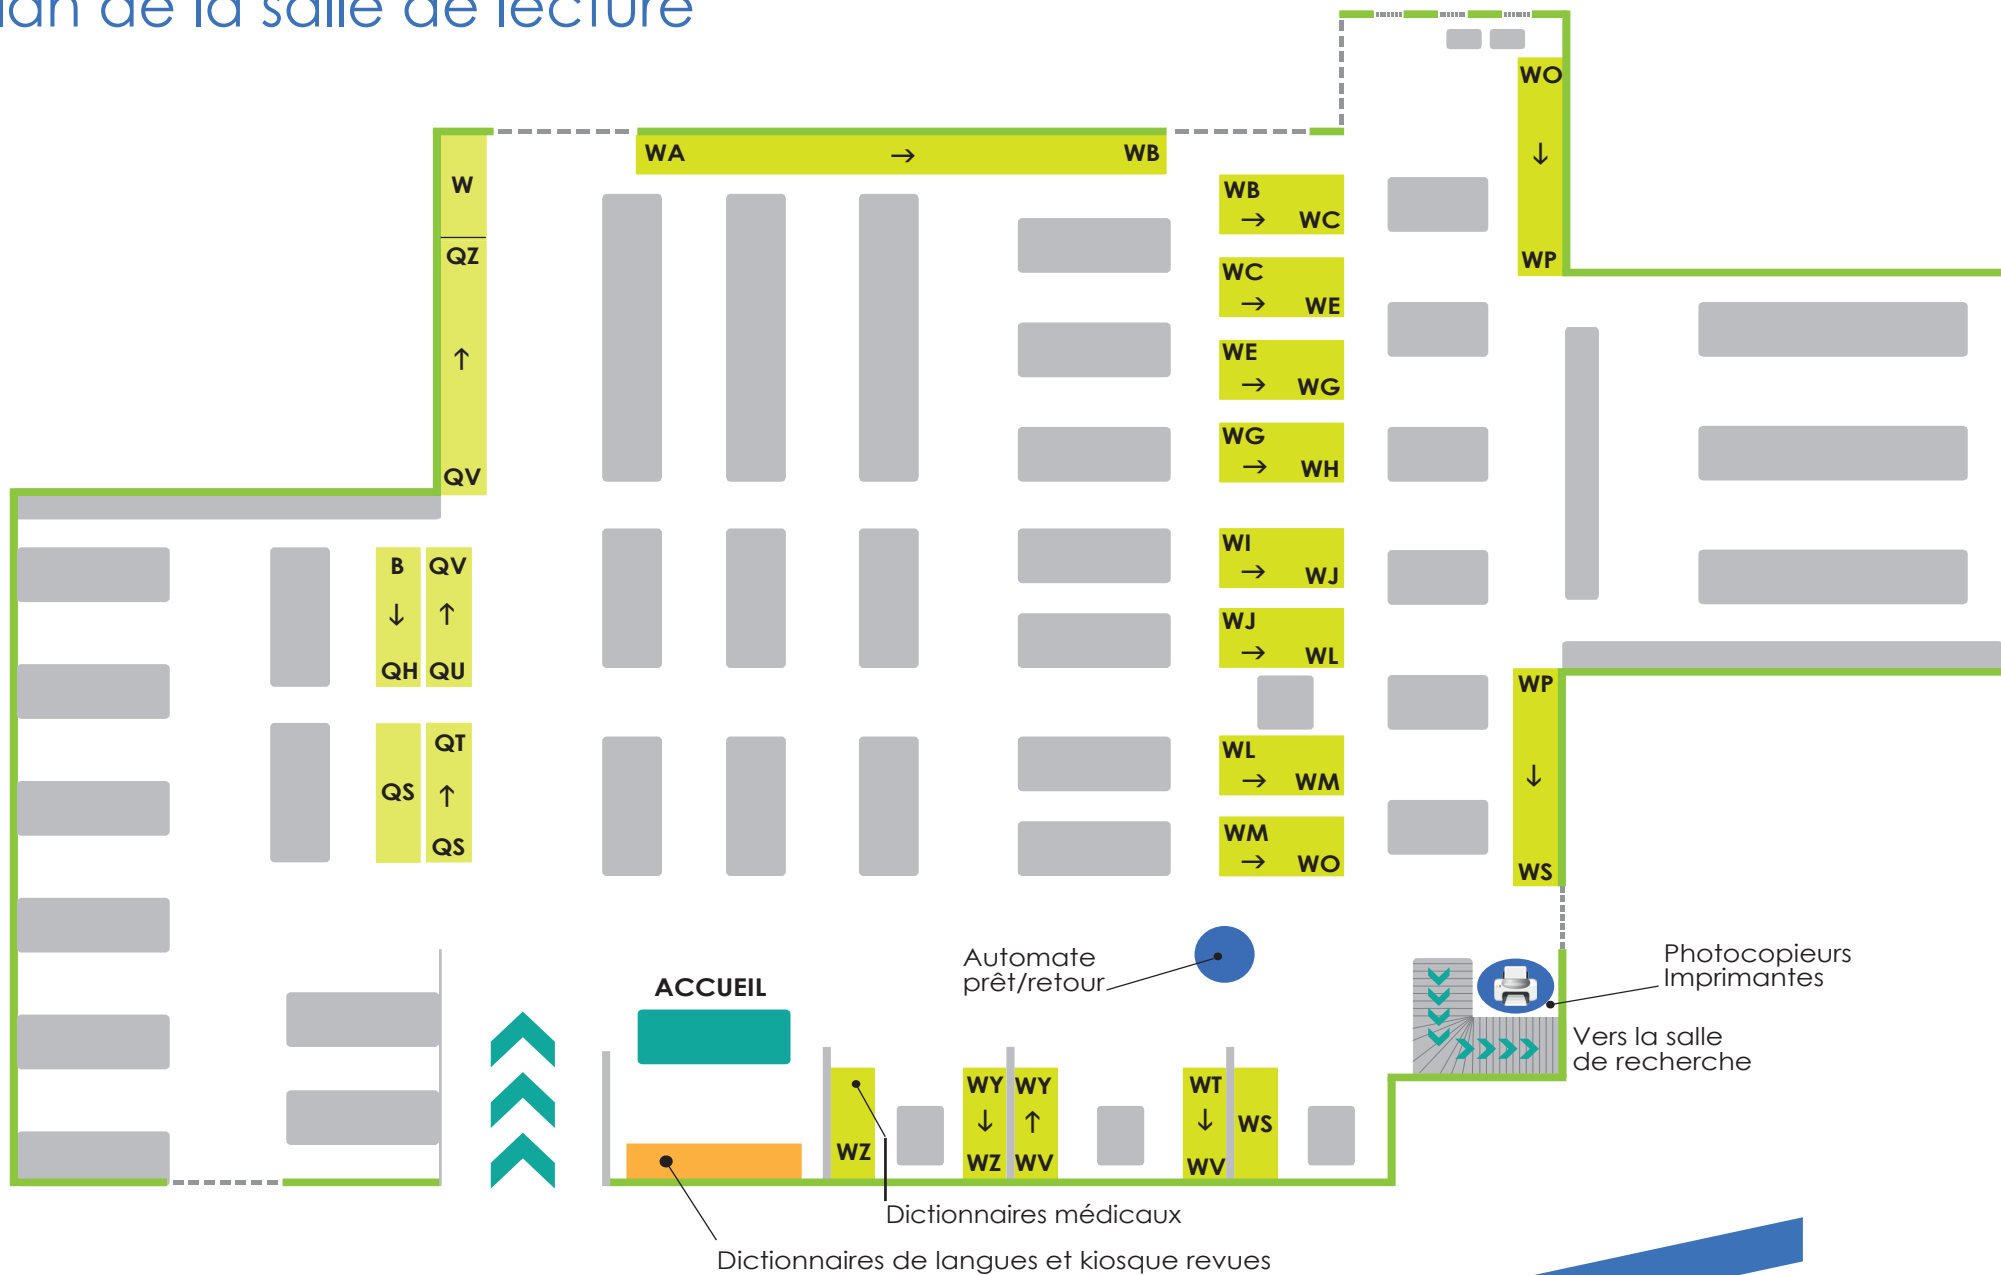 lan de la salle de lecture
WO
WP
WA → WB
W
QZ
↑
QV
WB
→ WC
WC
→ WE
WE
→ WG
WG
→ WH
WI
→ WJ
WJ
→ WL
WL
→ WM
WM
→ WO
B QV
↓ ↑
QH QU
QT
QS ↑
QS
WP
↓
WS
Automate
prêt/retour
Photocopieurs
Imprimantes
ACCUEIL
Vers la salle
de recherche
WZ
WY WY
↓ ↑
WZ WV
WT
↓ WS
WV
Dictionnaires médicaux
Dictionnaires de langues et kiosque revues